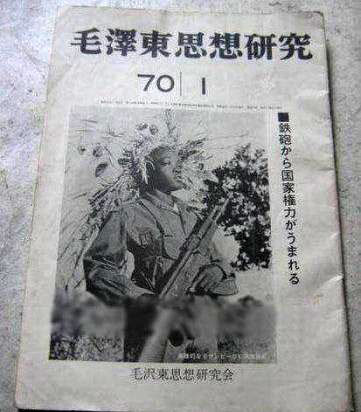 毛澤東思想研究
70|1
■鉄砲から国家権力がうまれる
毛沢東思想研究会